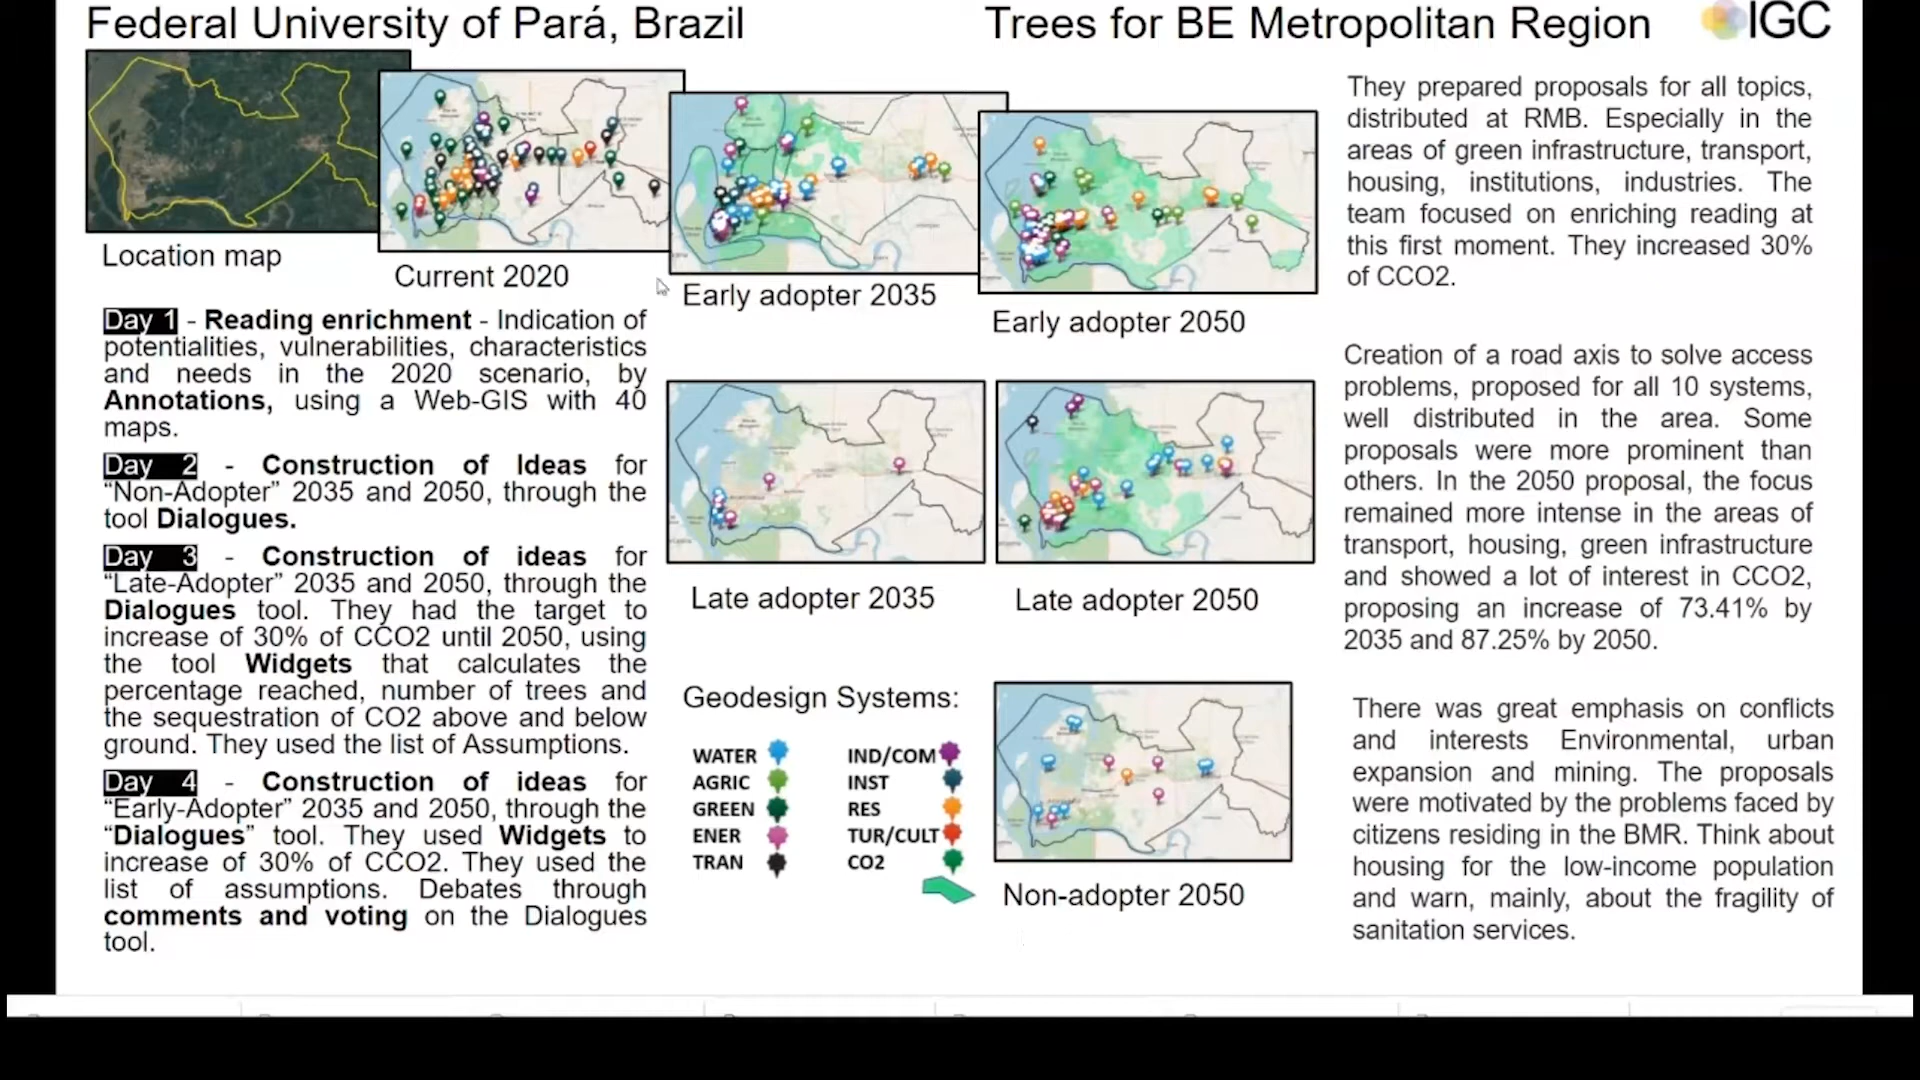 Federal University of Pará, Brazil
Trees for BE Metropolitan Region
IGC
Location map
Current 2020
Early adopter 2035
Early adopter 2050
Day 1 - Reading enrichment - Indication of
potentialities, vulnerabilities, characteristics
and needs in the 2020 scenario, by
Annotations, using a Web-GIS with 40
maps.
Day 2 - Construction of Ideas for
“Non-Adopter” 2035 and 2050, through the
tool Dialogues.
Day 3 - Construction of ideas for
“Late-Adopter” 2035 and 2050, through the
Dialogues tool. They had the target to
increase of 30% of CCO2 until 2050, using
the tool Widgets that calculates the
percentage reached, number of trees and
the sequestration of CO2 above and below
ground. They used the list of Assumptions.
Day 4 - Construction of ideas for
“Early-Adopter” 2035 and 2050, through the
“Dialogues” tool. They used Widgets to
increase of 30% of CCO2. They used the
list of assumptions. Debates through
comments and voting on the Dialogues
tool.
Late adopter 2035
Late adopter 2050
Geodesign Systems:
WATER
AGRIC
GREEN
ENER
TRAN
IND/COM
INST
RES
TUR/CULT
CO2
Non-adopter 2050
They prepared proposals for all topics,
distributed at RMB. Especially in the
areas of green infrastructure, transport,
housing, institutions, industries. The
team focused on enriching reading at
this first moment. They increased 30%
of CCO2.
Creation of a road axis to solve access
problems, proposed for all 10 systems,
well distributed in the area. Some
proposals were more prominent than
others. In the 2050 proposal, the focus
remained more intense in the areas of
transport, housing, green infrastructure
and showed a lot of interest in CCO2,
proposing an increase of 73.41% by
2035 and 87.25% by 2050.
There was great emphasis on conflicts
and interests Environmental, urban
expansion and mining. The proposals
were motivated by the problems faced by
citizens residing in the BMR. Think about
housing for the low-income population
and warn, mainly, about the fragility of
sanitation services.